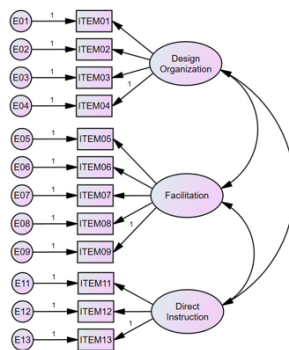 E01 1 ITEM01
E02 1 ITEM02
E03 1 ITEM03
E04 1 ITEM04
1
Design
Organization
E05 1 ITEM05
E06 1 ITEM06
E07 1 ITEM07
E08 1 ITEM08
E09 1 ITEM09
1
Facilitation
E11 1 ITEM11
E12 1 ITEM12
E13 1 ITEM13
1
Direct
Instruction